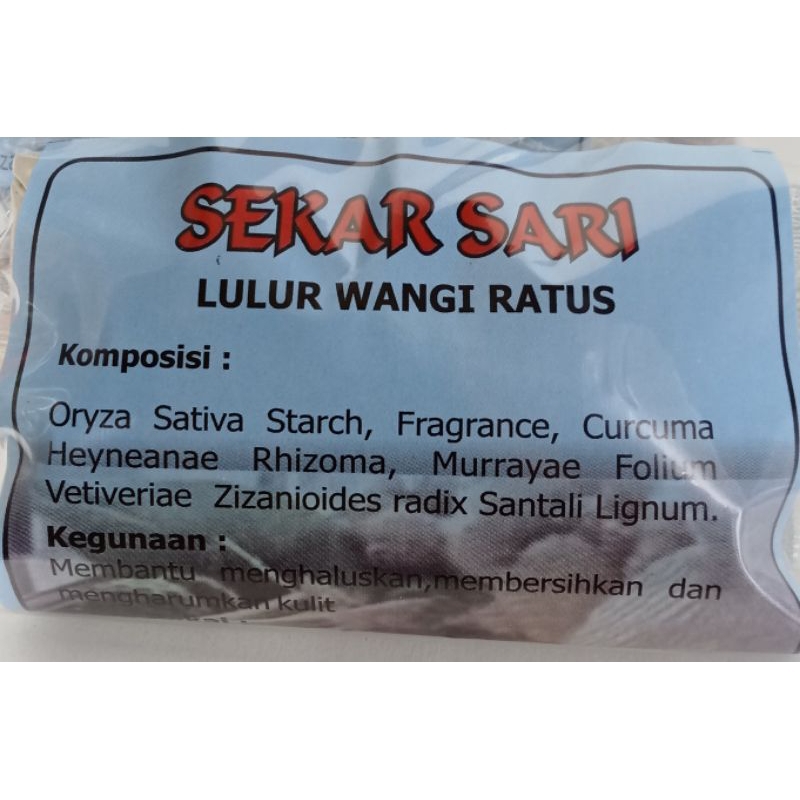 SEKAR SARI
LULUR WANGI RATUS
Komposisi :
Oryza Sativa Starch, Fragrance, Curcuma
Heyneanae Rhizoma, Murrayae Folium
Vetiveriae Zizanioides radix Santali Lignum.
Kegunaan :
Membantu menghaluskan,membersihkan dan
mengharumkan kulit